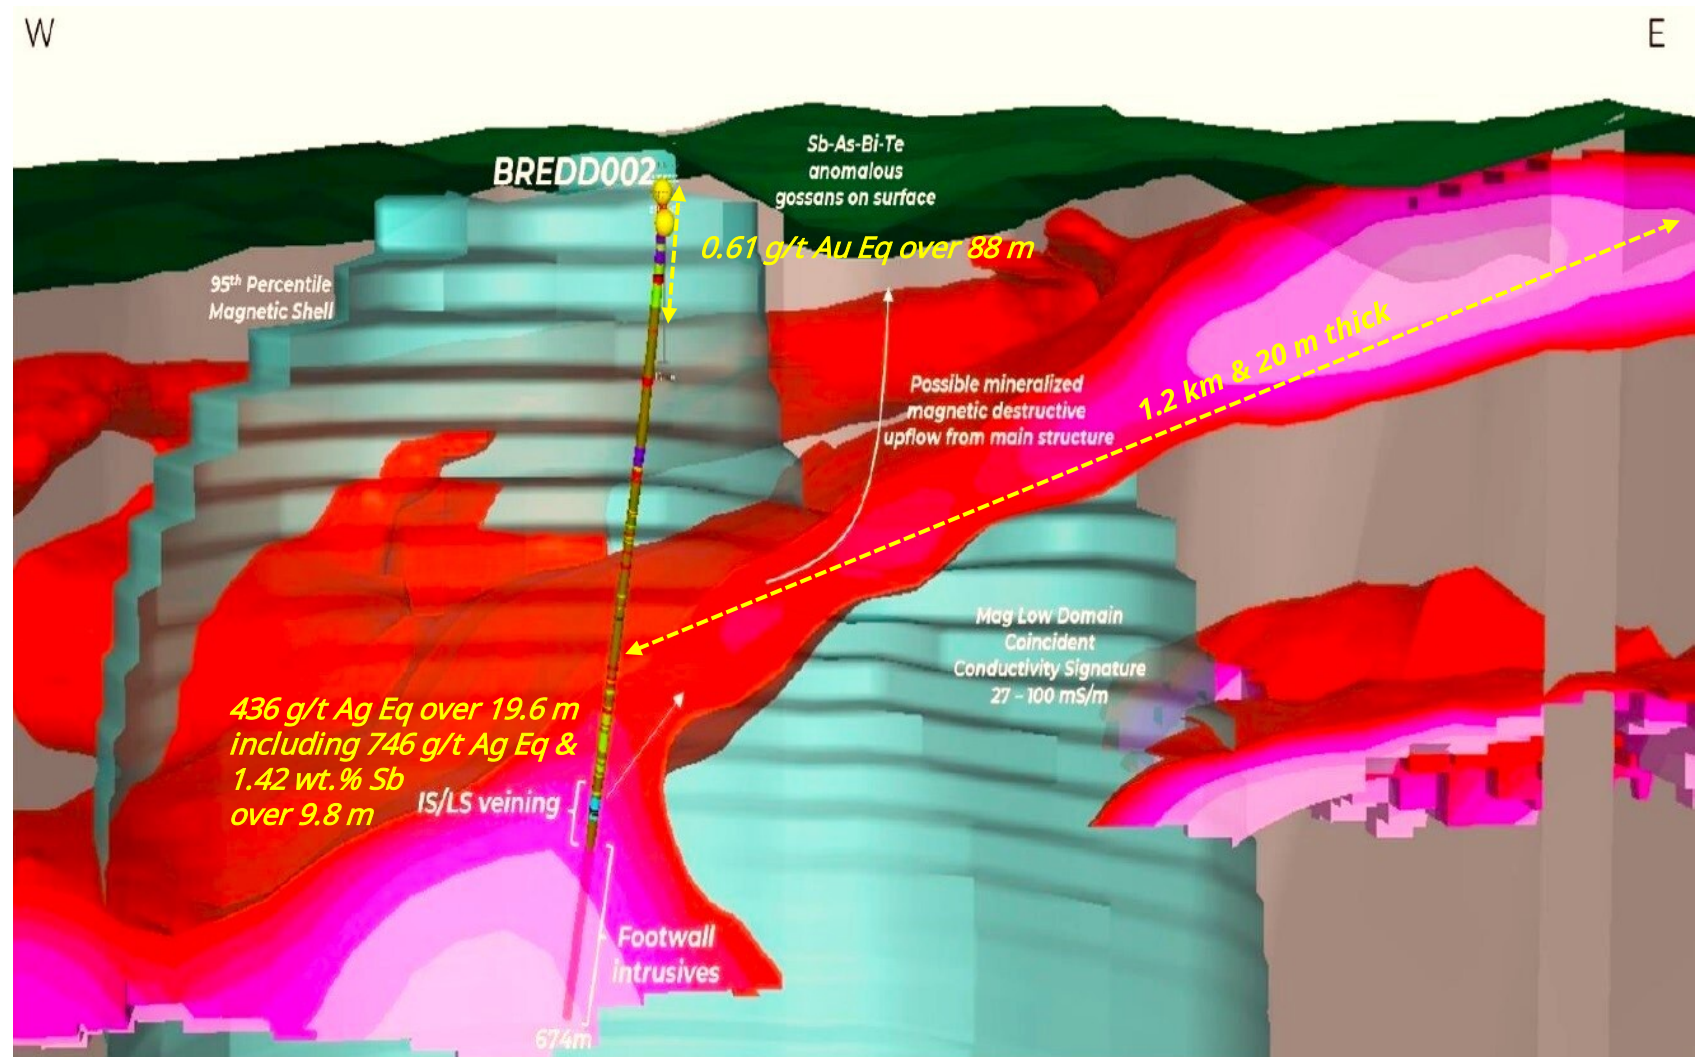 W
E
Sb-As-Bi-Te
anomalous
gossans on surface
BREDD002
0.61 g/t Au Eq over 88 m
95th Percentile
Magnetic Shell
1.2 km & 20 m thick
Possible mineralized
magnetic destructive
upflow from main structure
Mag Low Domain
Coincident
Conductivity Signature
27 – 100 mS/m
436 g/t Ag Eq over 19.6 m
including 746 g/t Ag Eq &
1.42 wt.% Sb
over 9.8 m
IS/LS veining
Footwall
intrusives
674m